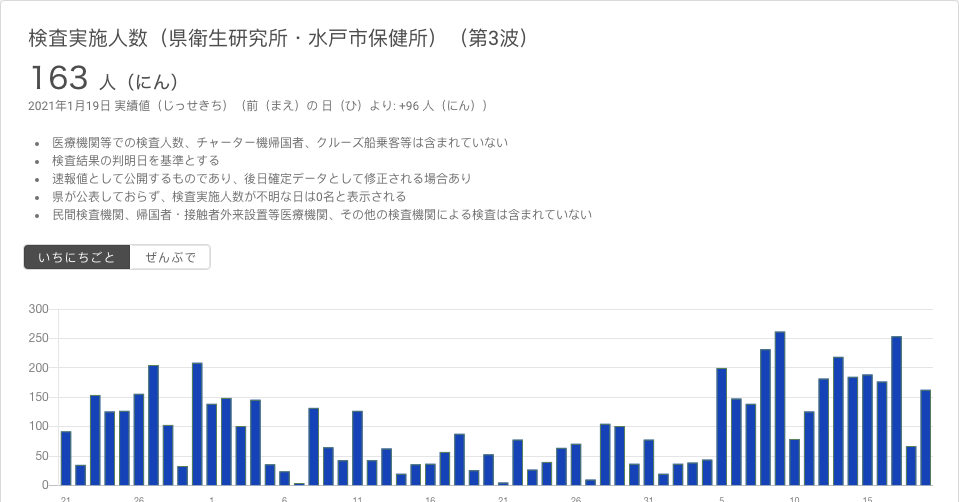 検査実施人数（県衛生研究所・水戸市保健所）（第3波）
163 人（にん）
2021年1月19日 実績値（じっせきち）（前（まえ）の 日（ひ）より: +96 人（にん））
医療機関等での検査人数、チャーター機帰国者、クルーズ船乗客等は含まれていない
検査結果の判明日を基準とする
速報値として公開するものであり、後日確定データとして修正される場合あり
県が公表しておらず、検査実施人数が不明な日は0名と表示される
民間検査機関、帰国者・接触者外来設置等医療機関、その他の検査機関による検査は含まれていない
いちにちごと ぜんぶで
300
250
200
150
100
50
0
21 26 1 6 11 16 21 26 31 5 10 15